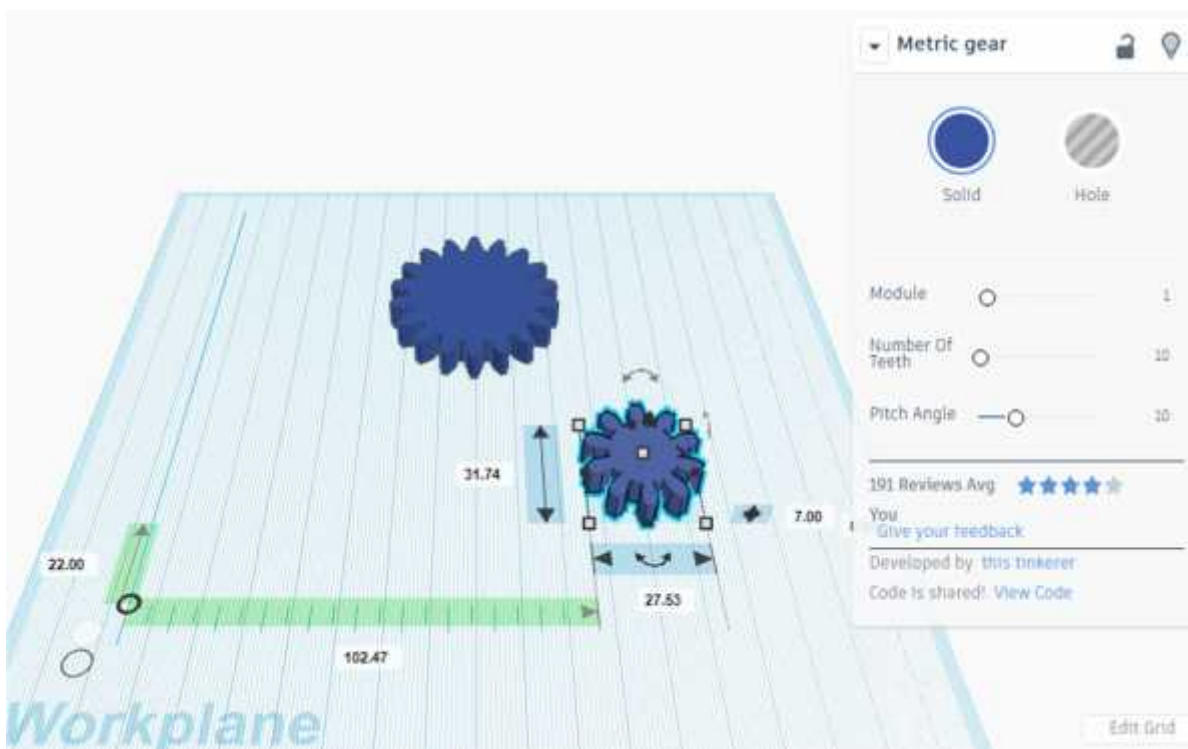 Metric gear
Solid
Hole
Module
1
Number Of
Teeth
10
Pitch Angle
10
31.74
191 Reviews Avg
7.00
You
Give your feedback
22.00
Developed by this tinkerer
27.53
Code is shared! View Code
102.47
Workplane
Edit Grid